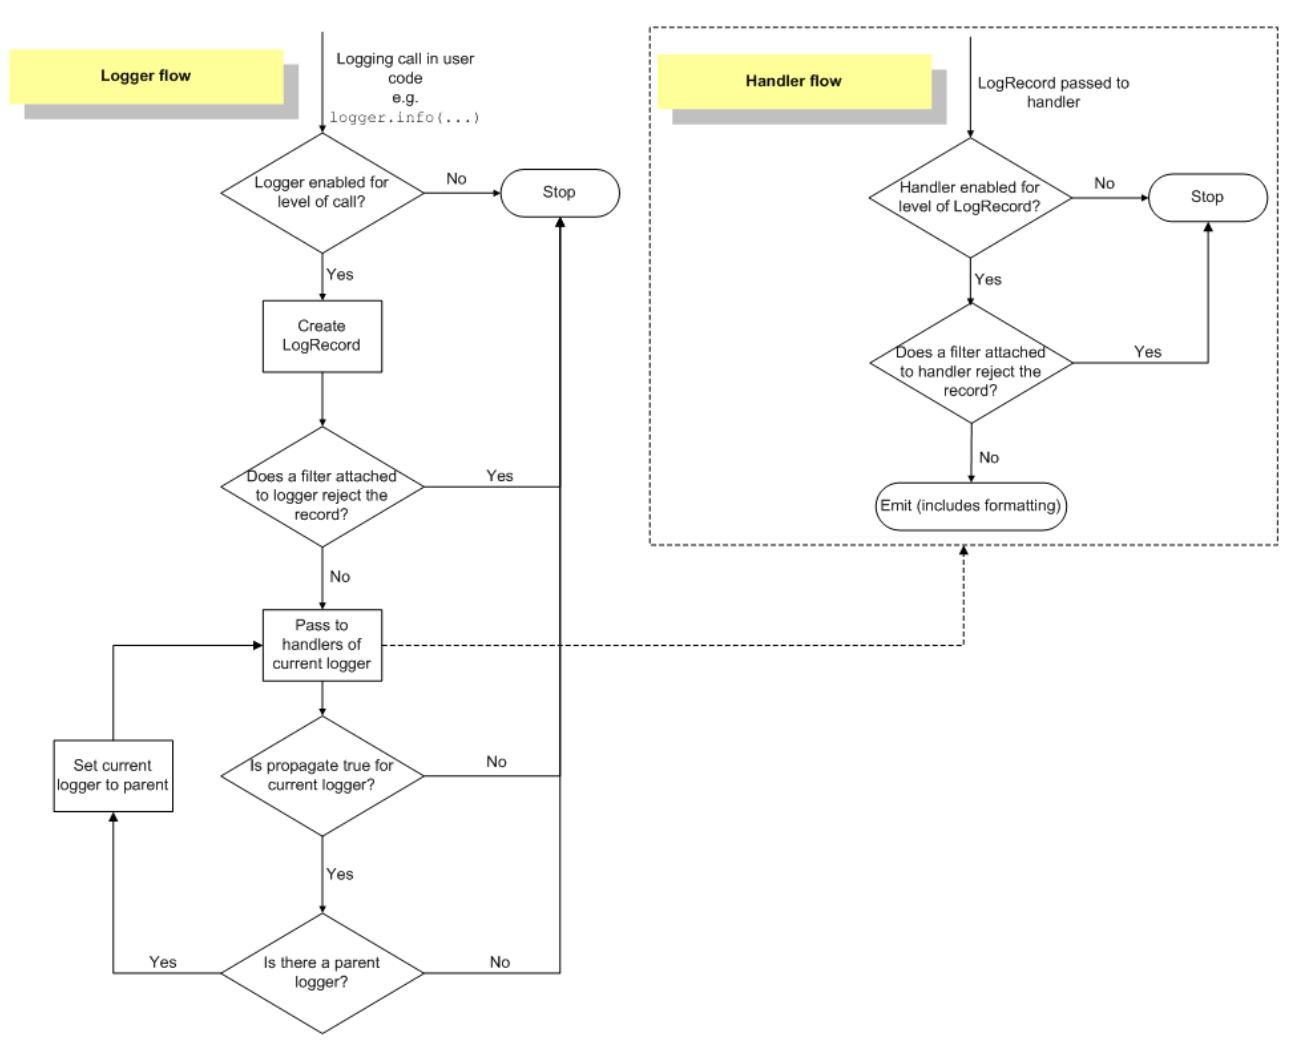 Logger flow
Logging call in user
code
e.g.
logger.info(...)
Logger enabled for
level of call?
No
Stop
Yes
Create
LogRecord
Does a filter attached
to logger reject the
record?
Yes
No
Pass to
handlers of
current logger
Is propagate true for
current logger?
No
Set current
logger to parent
Yes
Is there a parent
logger?
Yes
No
Handler flow
LogRecord passed to
handler
Handler enabled for
level of LogRecord?
No
Stop
Yes
Does a filter attached
to handler reject the
record?
Yes
No
Emit (includes formatting)